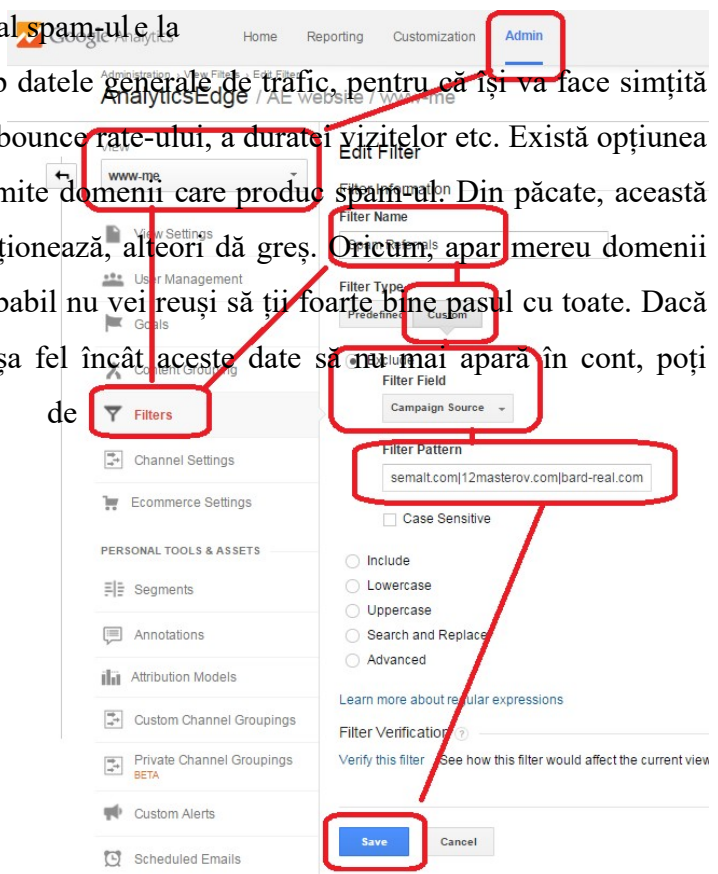 al spam-ul e la
Google Analytics Home Reporting Customization Admin
Administration › View Filters › Edit Filter
datele generale de trafic, pentru că își va face simțită
AnalyticsEdge / AE website / www-me
bounce rate-ului, a duratei vizitelor etc. Există opțiunea
VIEW
Edit Filter
www-me
mite domenii care produc spam-ul. Din păcate, această
Filter Information
Filter Name
View Settings
Spam Referrals
ționează, alteori dă greș. Oricum, apar mereu domenii
User Management
Filter Type
Predefined Custom
babil nu vei reuși să ții foarte bine pasul cu toate. Dacă
Goals
Exclude
șa fel încât aceste date să nu mai apară în cont, poți
Content Grouping
Filter Field
Campaign Source
de
Filters
Filter Pattern
semalt.com|12masterov.com|bard-real.com
Case Sensitive
Channel Settings
Ecommerce Settings
PERSONAL TOOLS & ASSETS
Segments
Annotations
Attribution Models
Custom Channel Groupings
Private Channel Groupings
BETA
Custom Alerts
Scheduled Emails
Include
Lowercase
Uppercase
Search and Replace
Advanced
Learn more about regular expressions
Filter Verification ?
Verify this filter See how this filter would affect the current view
Save Cancel